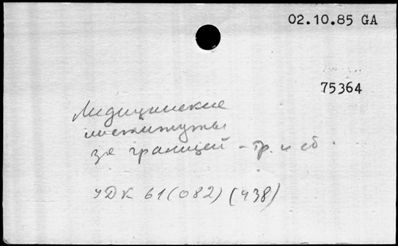 02.10.85 GA
75364
Медицинские
институты
за границей - тр. и сб.
УДК 61(082)(438)